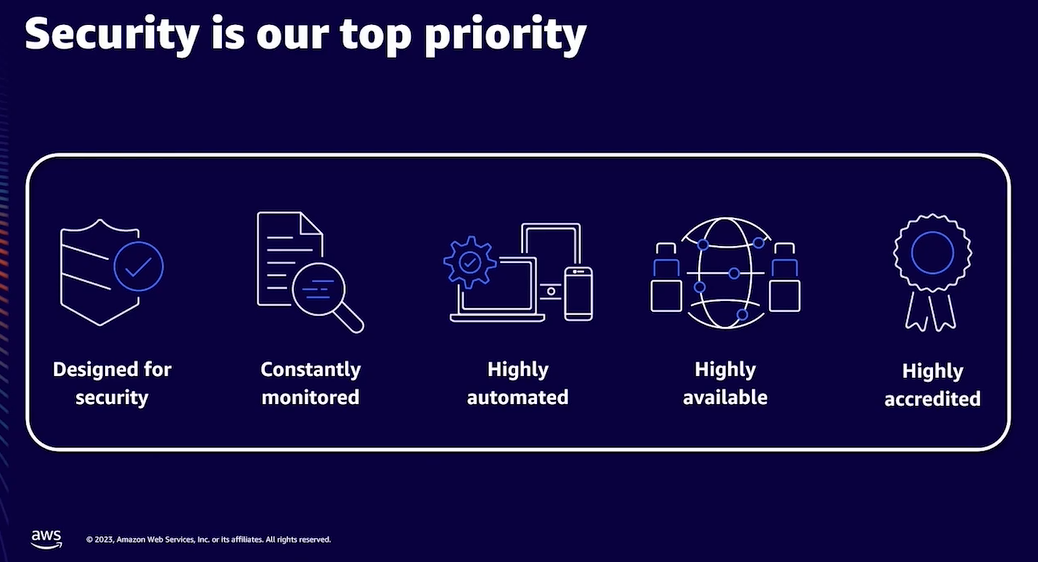 Security is our top priority
Designed for
security
Constantly
monitored
Highly
automated
Highly
available
Highly
accredited
aws
© 2023, Amazon Web Services, Inc. or its affiliates. All rights reserved.